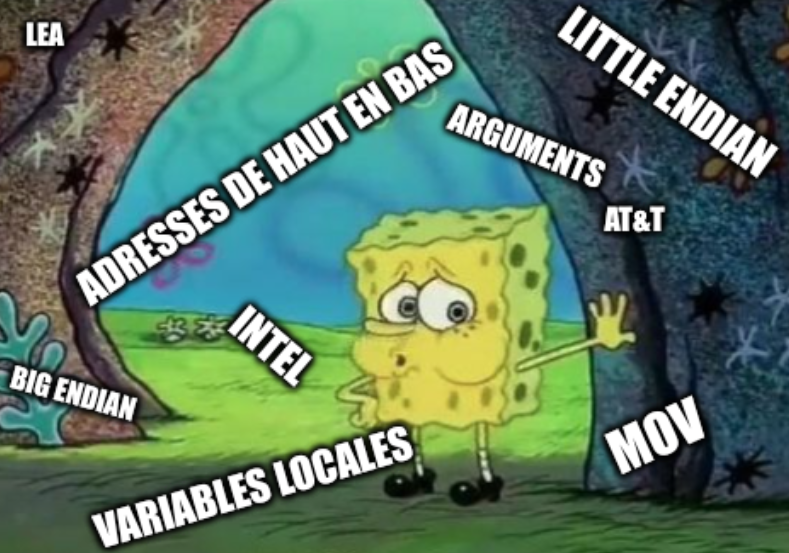 LEA
LITTLE ENDIAN
ADRESSES DE HAUT EN BAS
ARGUMENTS
AT&T
INTEL
BIG ENDIAN
MOV
VARIABLES LOCALES